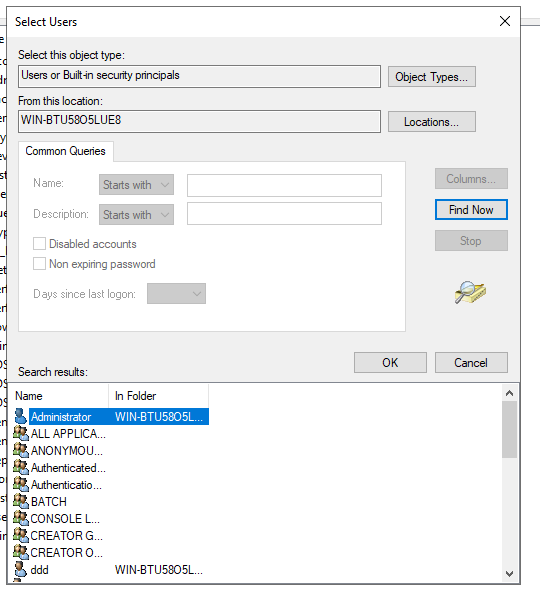 Select Users
Select this object type:
Users or Built-in security principals
Object Types...
From this location:
WIN-BTU58O5LUE8
Locations...
Common Queries
Name:
Starts with
Columns...
Description:
Starts with
Find Now
Disabled accounts
Stop
Non expiring password
Days since last logon:
OK
Cancel
Search results:
Name In Folder
Administrator WIN-BTU58O5L...
ALL APPLICA...
ANONYMOU...
Authenticated...
Authenticatio...
BATCH
CONSOLE L...
CREATOR G...
CREATOR O...
ddd WIN-BTU58O5L...